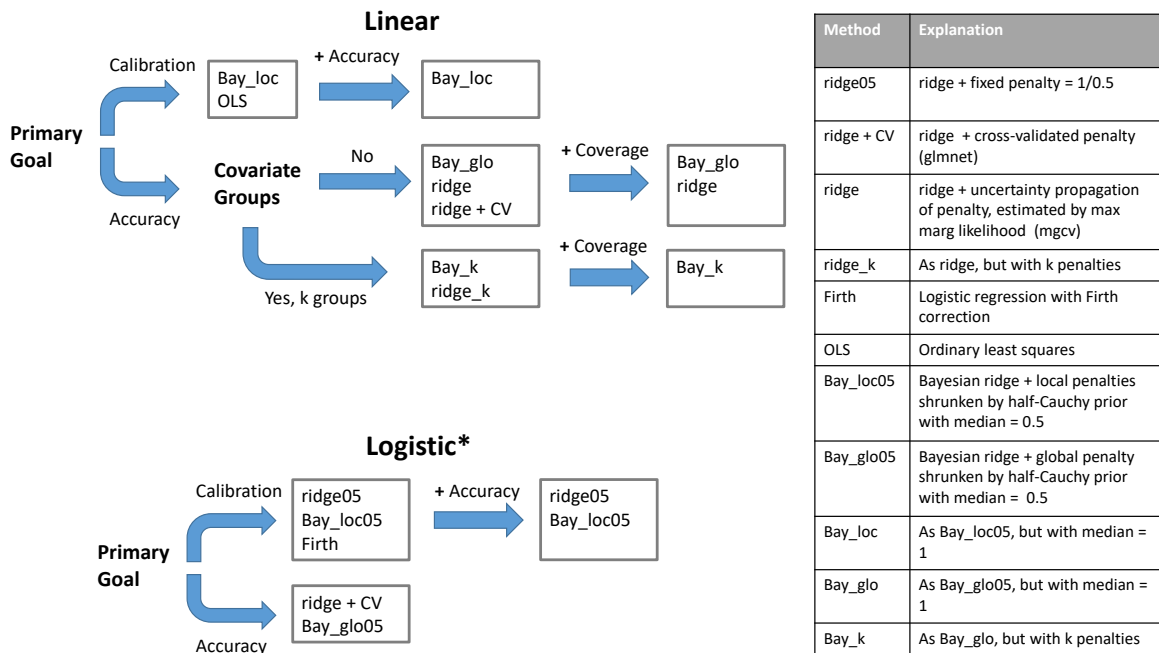 Linear
Calibration
Bay_loc
OLS
+ Accuracy
Bay_loc
Primary
Goal
Accuracy
Covariate
Groups
No
Bay_glo
ridge
ridge + CV
+ Coverage
Bay_glo
ridge
Yes, k groups
Bay_k
ridge_k
+ Coverage
Bay_k
Logistic*
Calibration
ridge05
Bay_loc05
Firth
+ Accuracy
ridge05
Bay_loc05
Primary
Goal
Accuracy
ridge + CV
Bay_glo05
Method Explanation
ridge05 ridge + fixed penalty = 1/0.5
ridge + CV ridge + cross-validated penalty
(glmnet)
ridge ridge + uncertainty propagation
of penalty, estimated by max
marg likelihood (mgcv)
ridge_k As ridge, but with k penalties
Firth Logistic regression with Firth
correction
OLS Ordinary least squares
Bay_loc05 Bayesian ridge + local penalties
shrunken by half-Cauchy prior
with median = 0.5
Bay_glo05 Bayesian ridge + global penalty
shrunken by half-Cauchy prior
with median = 0.5
Bay_loc As Bay_loc05, but with median =
1
Bay_glo As Bay_glo05, but with median =
1
Bay_k As Bay_glo, but with k penalties